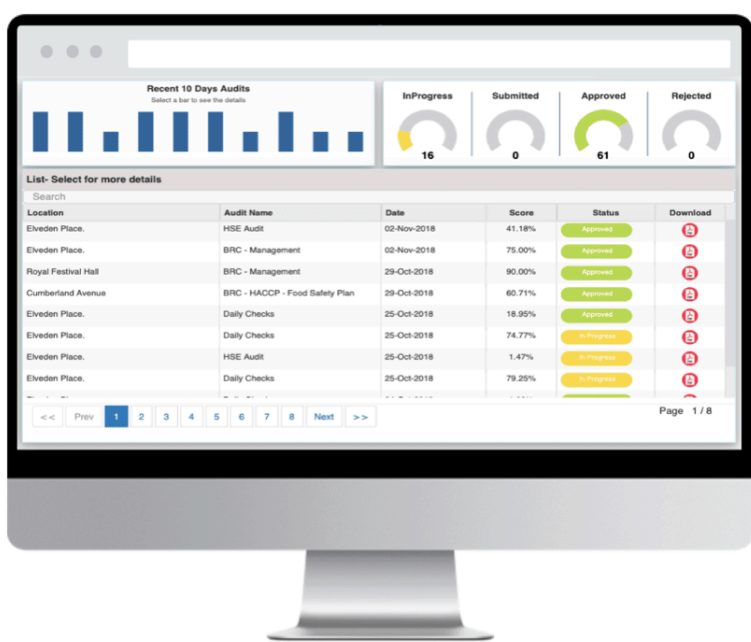 Recent 10 Days Audits
Select a bar to see the details
InProgress Submitted Approved Rejected
16 0 61 0
List- Select for more details
Search
Location Audit Name Date Score Status Download
Elveden Place. HSE Audit 02-Nov-2018 41.18% Approved
Elveden Place. BRC - Management 02-Nov-2018 75.00% Approved
Royal Festival Hall BRC - Management 29-Oct-2018 90.00% Approved
Cumberland Avenue BRC - HACCP - Food Safety Plan 29-Oct-2018 60.71% Approved
Elveden Place. Daily Checks 25-Oct-2018 18.95% Approved
Elveden Place. Daily Checks 25-Oct-2018 74.77% In Progress
Elveden Place. HSE Audit 25-Oct-2018 1.47% In Progress
Elveden Place. Daily Checks 25-Oct-2018 79.25% In Progress
<< Prev 1 2 3 4 5 6 7 8 Next >> Page 1 / 8